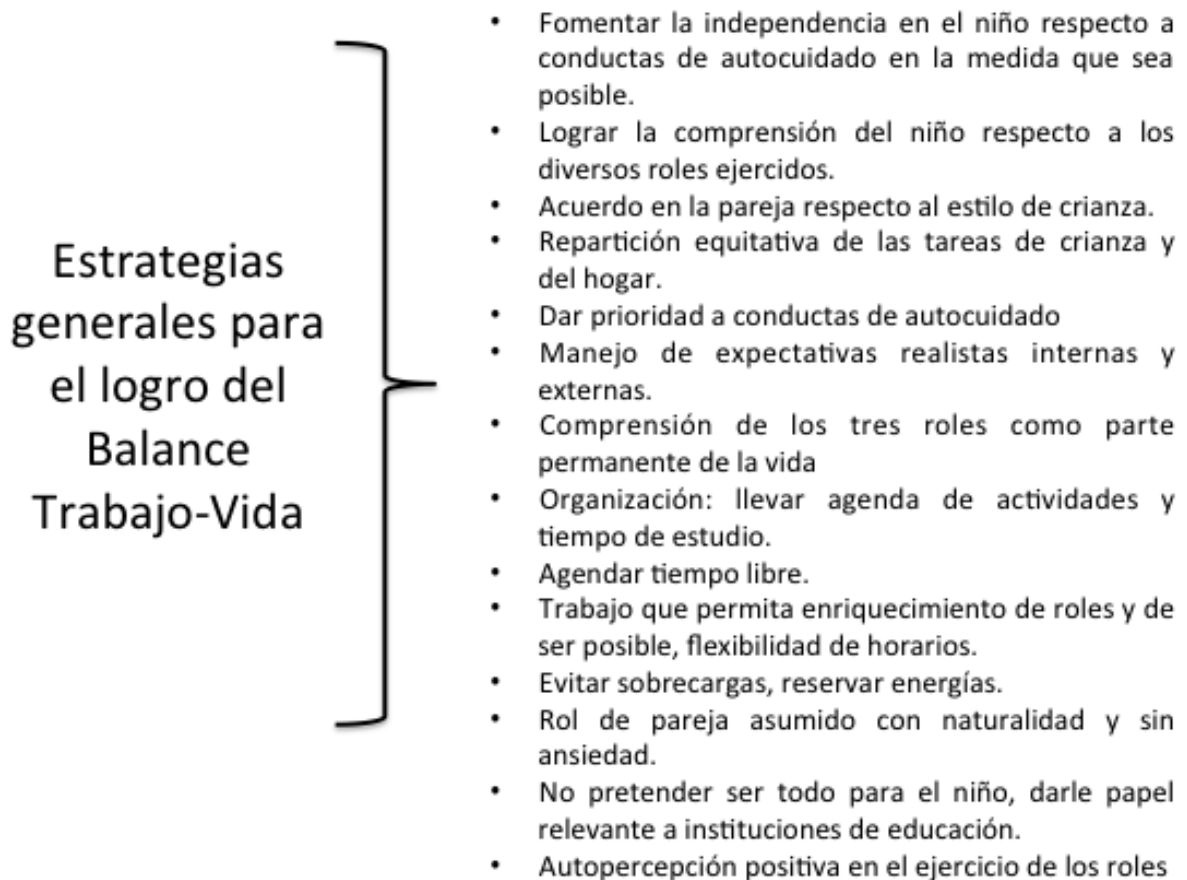 Estrategias
generales para
el logro del
Balance
Trabajo-Vida
• Fomentar la independencia en el niño respecto a
conductas de autocuidado en la medida que sea
posible.
• Lograr la comprensión del niño respecto a los
diversos roles ejercidos.
• Acuerdo en la pareja respecto al estilo de crianza.
• Repartición equitativa de las tareas de crianza y
del hogar.
• Dar prioridad a conductas de autocuidado
• Manejo de expectativas realistas internas y
externas.
• Comprensión de los tres roles como parte
permanente de la vida
• Organización: llevar agenda de actividades y
tiempo de estudio.
• Agendar tiempo libre.
• Trabajo que permita enriquecimiento de roles y de
ser posible, flexibilidad de horarios.
• Evitar sobrecargas, reservar energías.
• Rol de pareja asumido con naturalidad y sin
ansiedad.
• No pretender ser todo para el niño, darle papel
relevante a instituciones de educación.
• Autopercepción positiva en el ejercicio de los roles